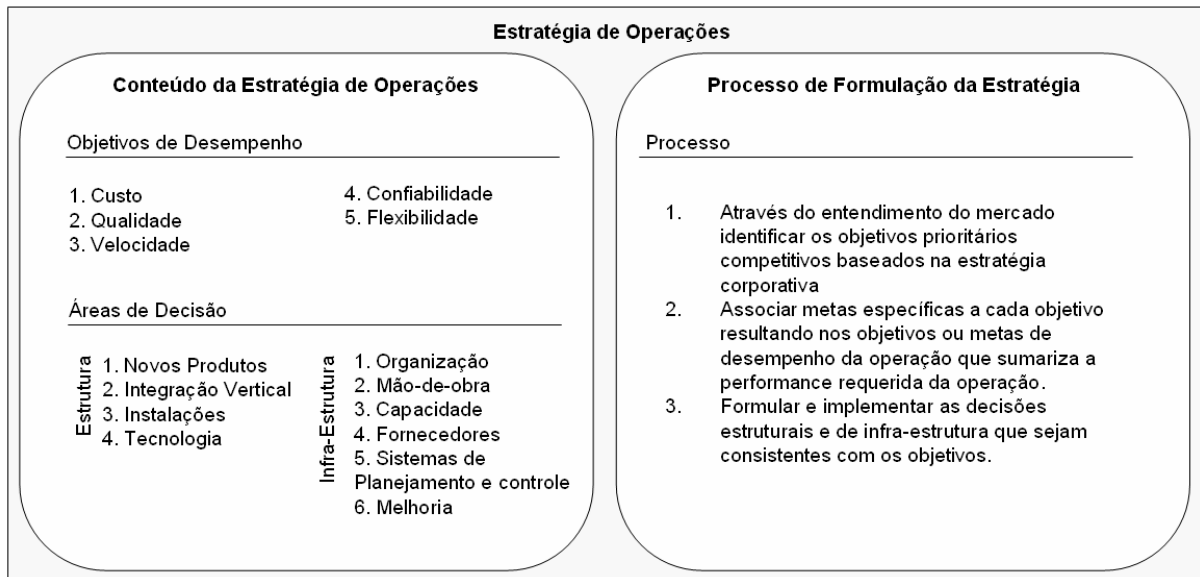 Estratégia de Operações
Conteúdo da Estratégia de Operações
Objetivos de Desempenho
1. Custo
2. Qualidade
3. Velocidade
4. Confiabilidade
5. Flexibilidade
Áreas de Decisão
Estrutura
1. Novos Produtos
2. Integração Vertical
3. Instalações
4. Tecnologia
Infra-Estrutura
1. Organização
2. Mão-de-obra
3. Capacidade
4. Fornecedores
5. Sistemas de
Planejamento e controle
6. Melhoria
Processo de Formulação da Estratégia
Processo
1. Através do entendimento do mercado
identificar os objetivos prioritários
competitivos baseados na estratégia
corporativa
2. Associar metas específicas a cada objetivo
resultando nos objetivos ou metas de
desempenho da operação que sumariza a
performance requerida da operação.
3. Formular e implementar as decisões
estruturais e de infra-estrutura que sejam
consistentes com os objetivos.